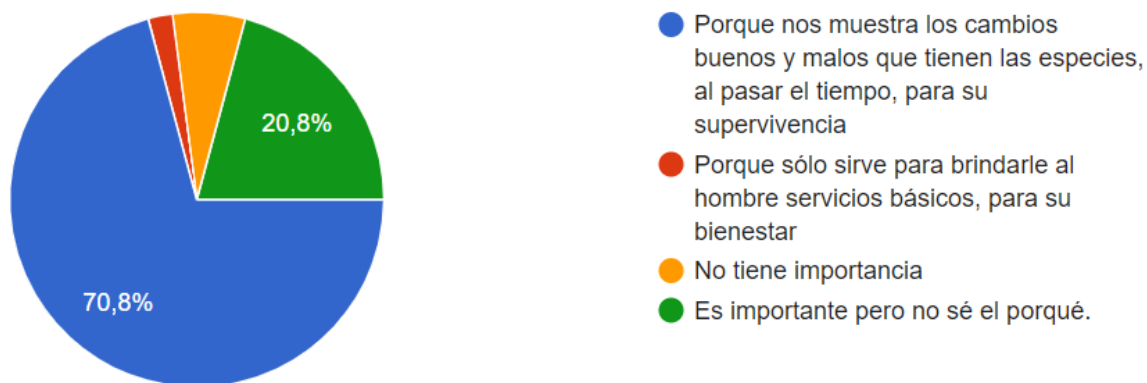 20,8%
70,8%
Porque nos muestra los cambios
buenos y malos que tienen las especies,
al pasar el tiempo, para su
supervivencia
Porque sólo sirve para brindarle al
hombre servicios básicos, para su
bienestar
No tiene importancia
Es importante pero no sé el porqué.